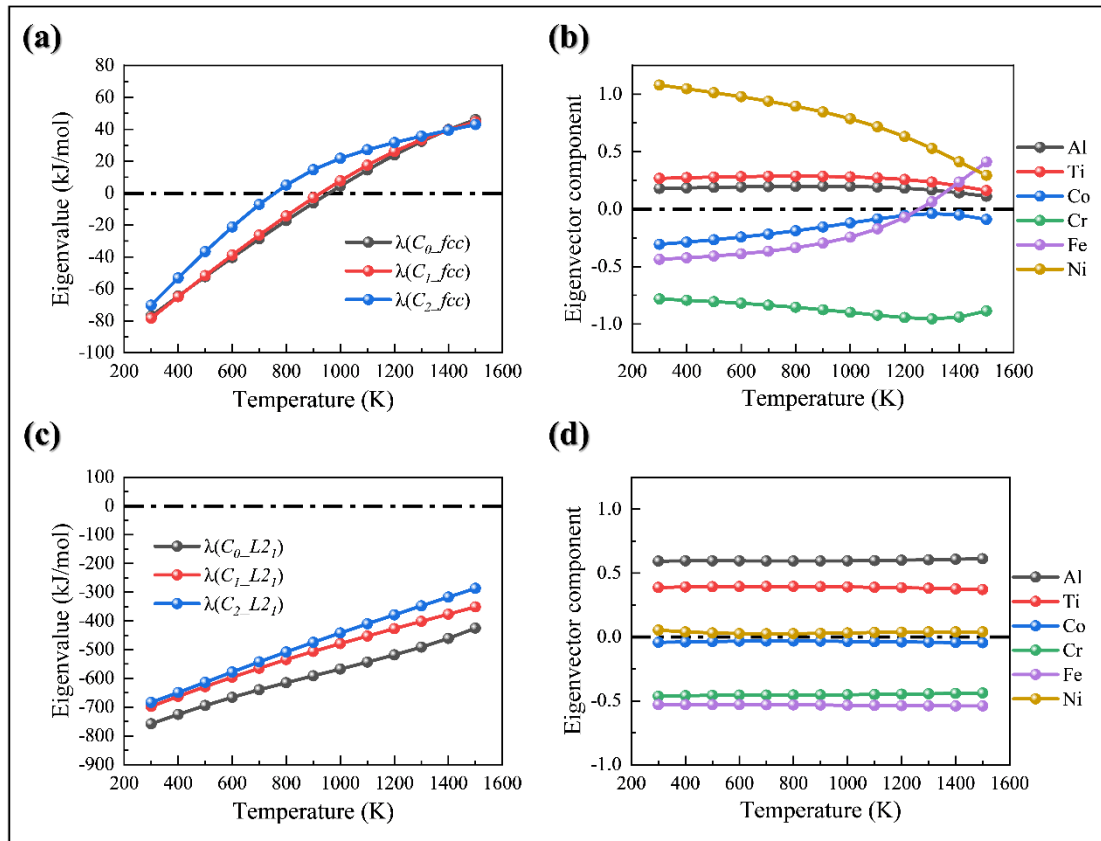 (a)
80
60
40
20
0
-20
-40
-60
-80
-100
Eigenvalue (kJ/mol)
λ(C₀_fcc)
λ(C₁_fcc)
λ(C₂_fcc)
200 400 600 800 1000 1200 1400 1600
Temperature (K)
(b)
1.0
0.5
0.0
-0.5
-1.0
Eigenvector component
200 400 600 800 1000 1200 1400 1600
Temperature (K)
Al
Ti
Co
Cr
Fe
Ni
(c)
100
0
-100
-200
-300
-400
-500
-600
-700
-800
-900
Eigenvalue (kJ/mol)
λ(C₀_L2₁)
λ(C₁_L2₁)
λ(C₂_L2₁)
200 400 600 800 1000 1200 1400 1600
Temperature (K)
(d)
1.0
0.5
0.0
-0.5
-1.0
Eigenvector component
200 400 600 800 1000 1200 1400 1600
Temperature (K)
Al
Ti
Co
Cr
Fe
Ni